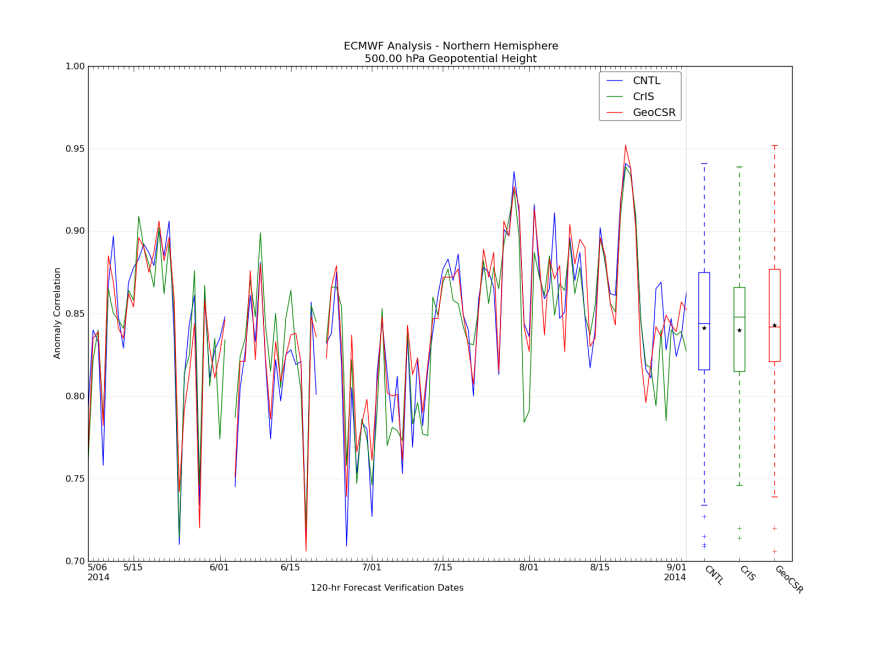 ECMWF Analysis - Northern Hemisphere
500.00 hPa Geopotential Height
1.00
0.95
0.90
0.85
0.80
0.75
0.70
Anomaly Correlation
CNTL
CrIS
GeoCSR
5/06
2014
5/15
6/01
6/15
7/01
7/15
8/01
8/15
9/01
2014
CNTL
CrIS
GeoCSR
120-hr Forecast Verification Dates